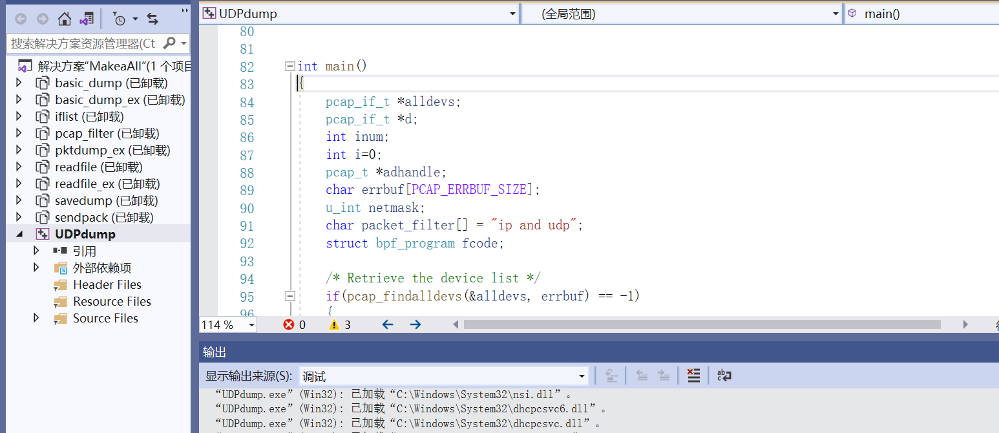 搜索解决方案资源管理器(Ct
解决方案“MakeaAll”(1 个项目
basic_dump (已卸载)
basic_dump_ex (已卸载)
iflist (已卸载)
pcap_filter (已卸载)
pktdump_ex (已卸载)
readfile (已卸载)
readfile_ex (已卸载)
savedump (已卸载)
sendpack (已卸载)
UDPdump
引用
外部依赖项
Header Files
Resource Files
Source Files
UDPdump (全局范围) main()
80
81
82 int main()
83 {
84 pcap_if_t *alldevs;
85 pcap_if_t *d;
86 int inum;
87 int i=0;
88 pcap_t *adhandle;
89 char errbuf[PCAP_ERRBUF_SIZE];
90 u_int netmask;
91 char packet_filter[] = "ip and udp";
92 struct bpf_program fcode;
93
94 /* Retrieve the device list */
95 if(pcap_findalldevs(&alldevs, errbuf) == -1)
96 {
114 % 0 3
输出
显示输出来源(S): 调试
“UDPdump.exe”(Win32): 已加载“C:\Windows\System32\nsi.dll”。
“UDPdump.exe”(Win32): 已加载“C:\Windows\System32\dhcpcsvc6.dll”。
“UDPdump.exe”(Win32): 已加载“C:\Windows\System32\dhcpcsvc.dll”。